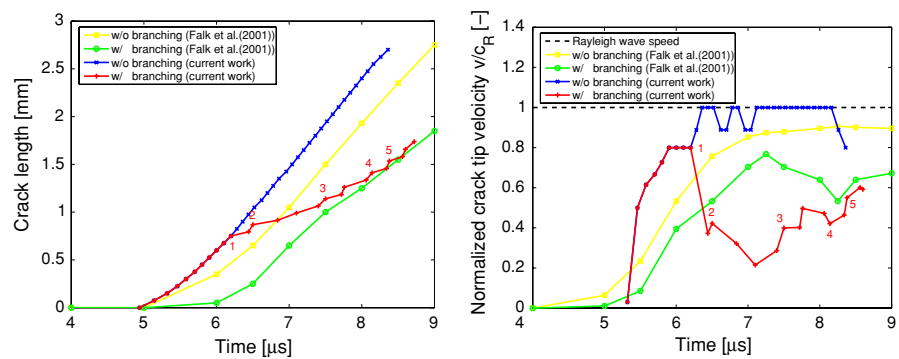 3
2.5
2
1.5
1
0.5
0
Crack length [mm]
w/o branching (Falk et al.(2001))
w/ branching (Falk et al.(2001))
w/o branching (current work)
w/ branching (current work)
1
2
3
4
5
4 5 6 7 8 9
Time [μs]
1.4
1.2
1
0.8
0.6
0.4
0.2
0
Normalized crack tip veloicity v/c_R [–]
Rayleigh wave speed
w/o branching (Falk et al.(2001))
w/ branching (Falk et al.(2001))
w/o branching (current work)
w/ branching (current work)
1
2
3
4
5
4 5 6 7 8 9
Time [μs]